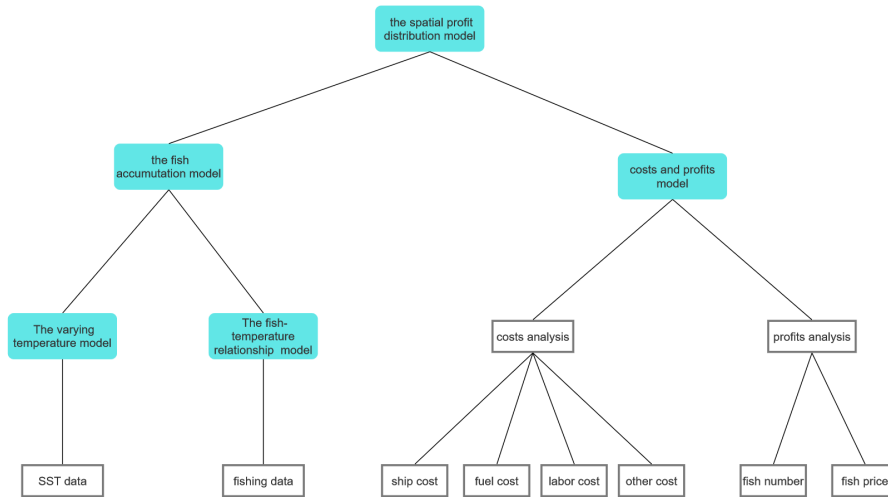 the spatial profit
distribution model
the fish
accumutation model
costs and profits
model
The varying
temperature model
The fish-
temperature
relationship model
costs analysis
profits analysis
SST data
fishing data
ship cost
fuel cost
labor cost
other cost
fish number
fish price